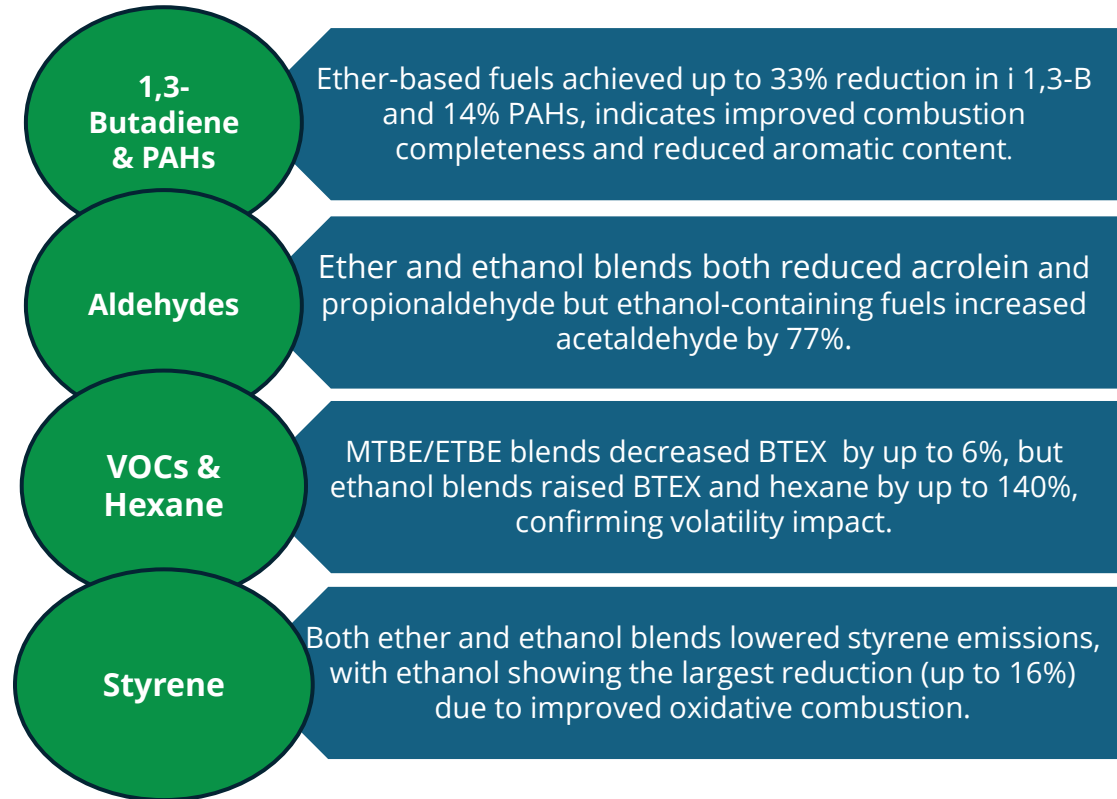 1,3-
Butadiene
& PAHs
Ether-based fuels achieved up to 33% reduction in i 1,3-B
and 14% PAHs, indicates improved combustion
completeness and reduced aromatic content.
Aldehydes
Ether and ethanol blends both reduced acrolein and
propionaldehyde but ethanol-containing fuels increased
acetaldehyde by 77%.
VOCs &
Hexane
MTBE/ETBE blends decreased BTEX  by up to 6%, but
ethanol blends raised BTEX and hexane by up to 140%,
confirming volatility impact.
Styrene
Both ether and ethanol blends lowered styrene emissions,
with ethanol showing the largest reduction (up to 16%)
due to improved oxidative combustion.